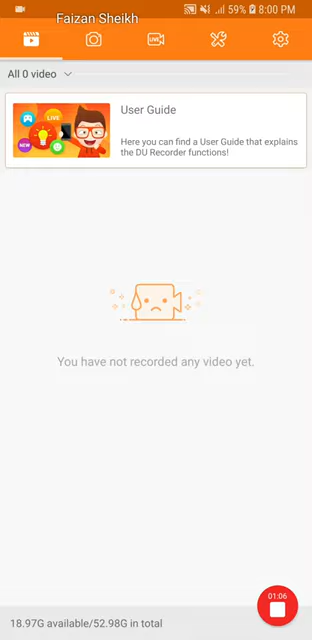 Faizan Sheikh
59% 8:00 PM
LIVE
All 0 video
LIVE
NEW
User Guide
Here you can find a User Guide that explains
the DU Recorder functions!
You have not recorded any video yet.
01:06
18.97G available/52.98G in total